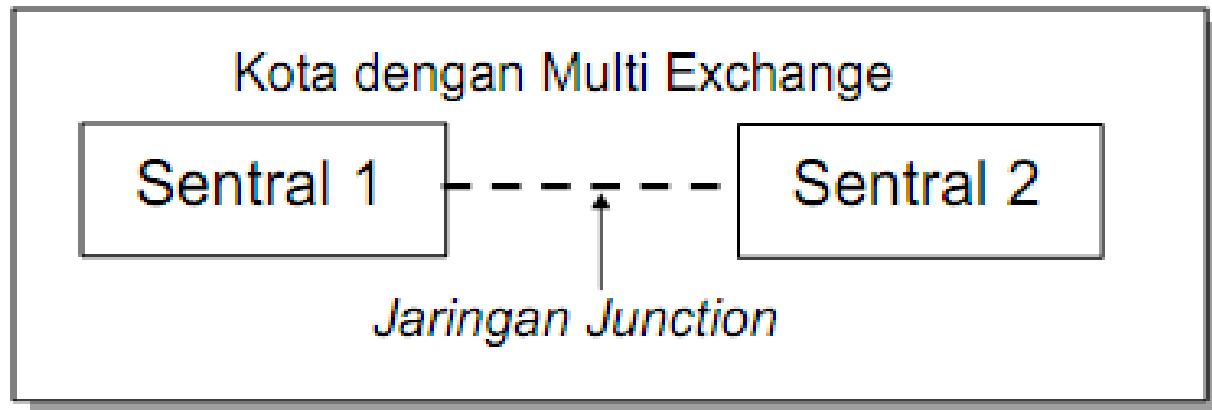 Kota dengan Multi Exchange
Sentral 1
Sentral 2
Jaringan Junction